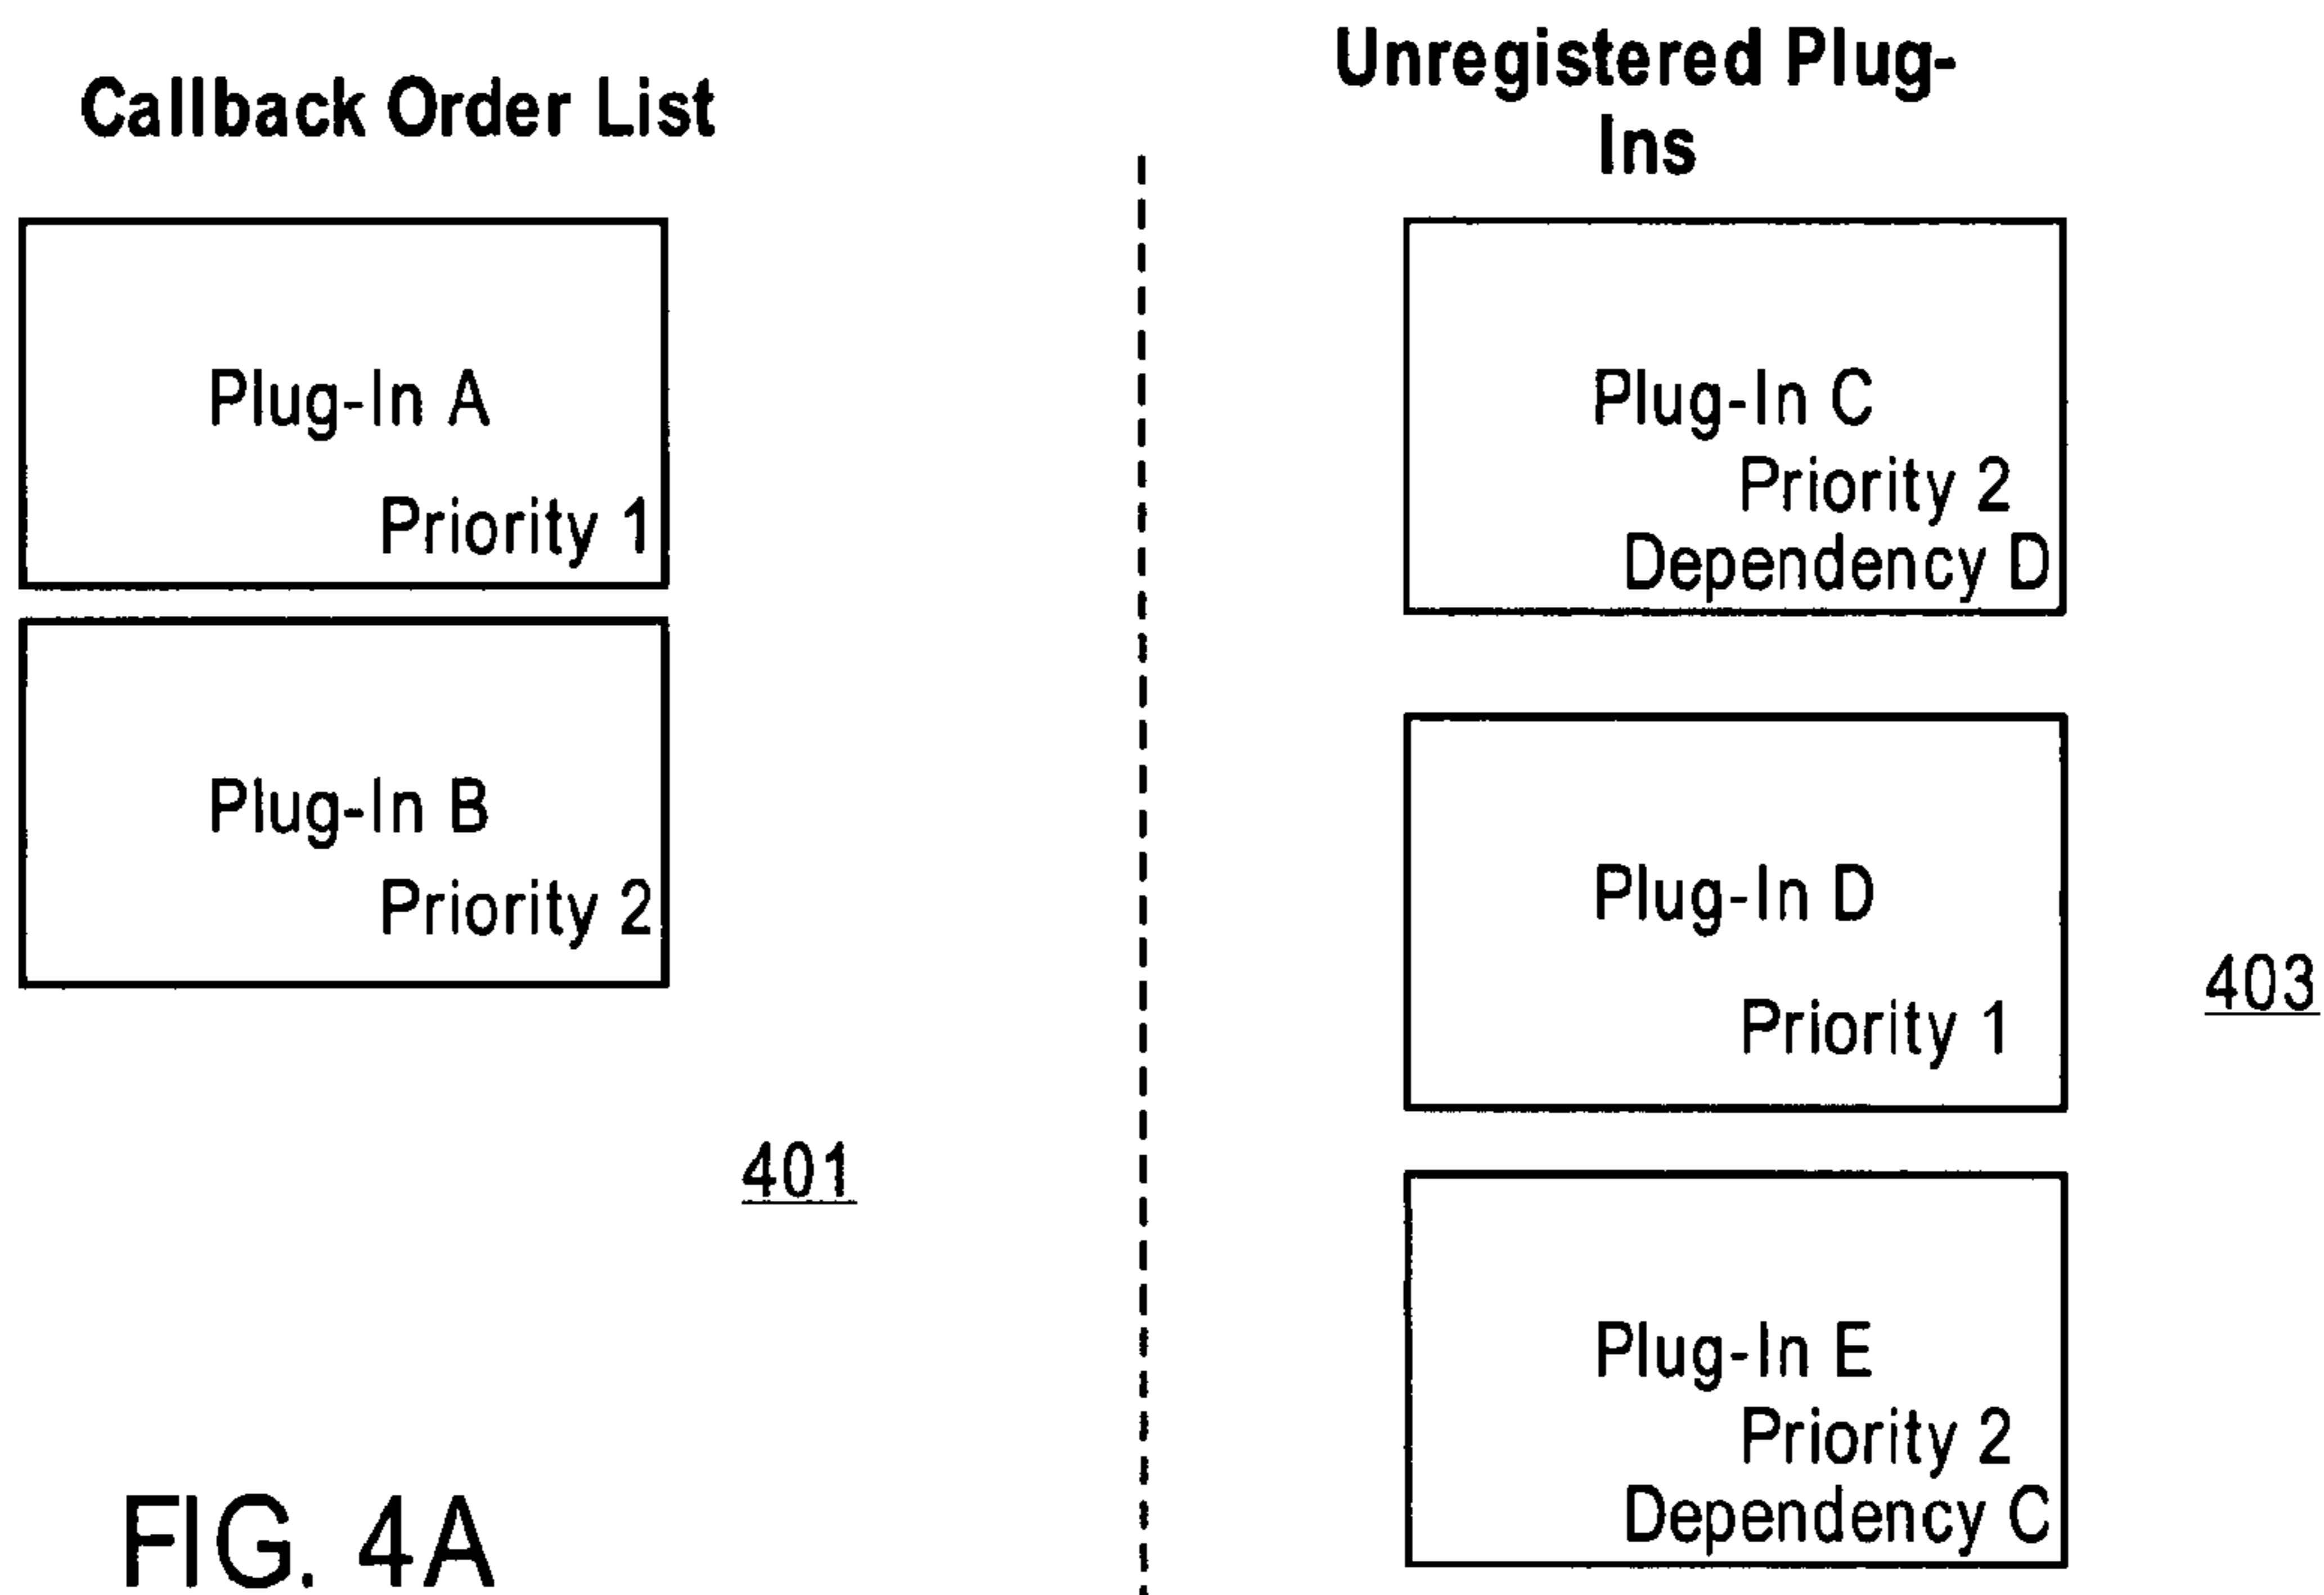 Callback Order List
Plug-In A
Priority 1
Plug-In B
Priority 2
401
Unregistered Plug-
Ins
Plug-In C
Priority 2
Dependency D
Plug-In D
Priority 1
403
Plug-In E
Priority 2
Dependency C
FIG. 4A